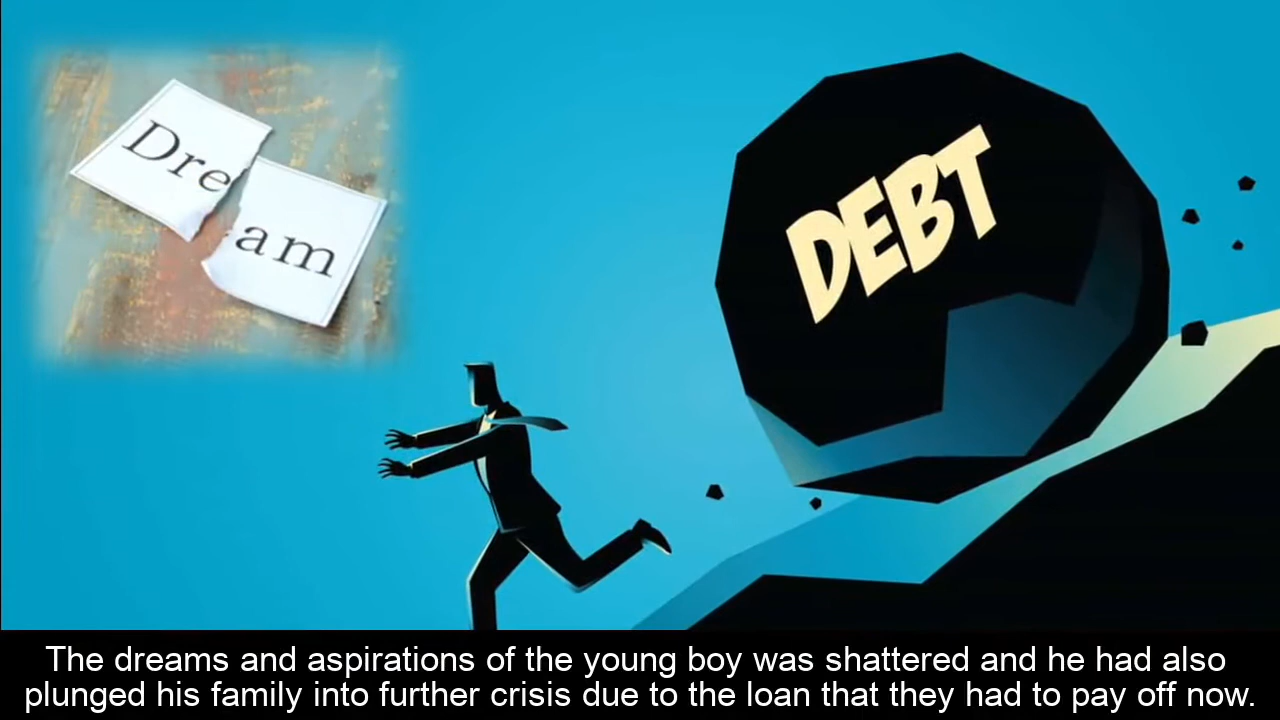 Dre
am
DEBT
The dreams and aspirations of the young boy was shattered and he had also
plunged his family into further crisis due to the loan that they had to pay off now.